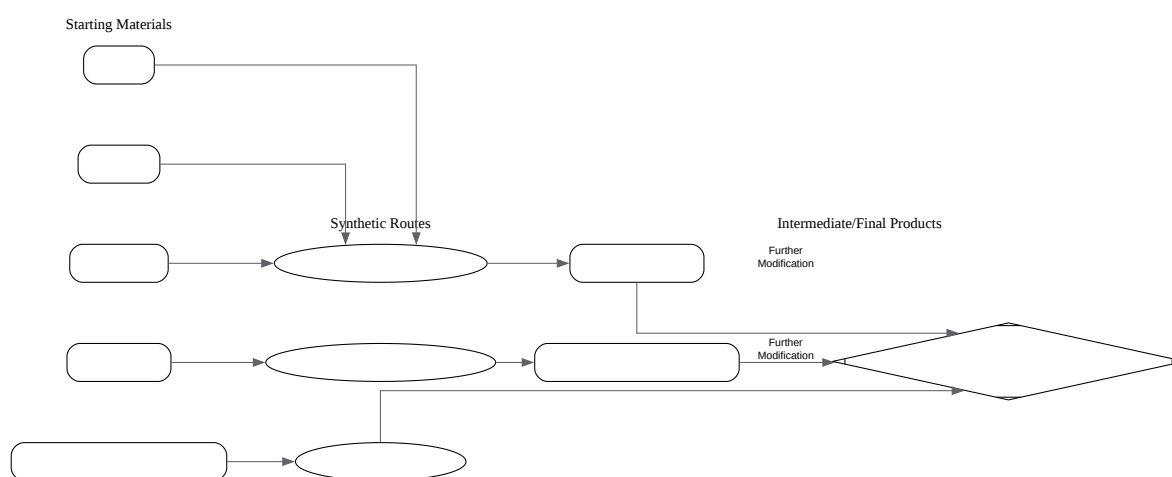 Starting Materials
Synthetic Routes
Intermediate/Final Products
Further
Modification
Further
Modification